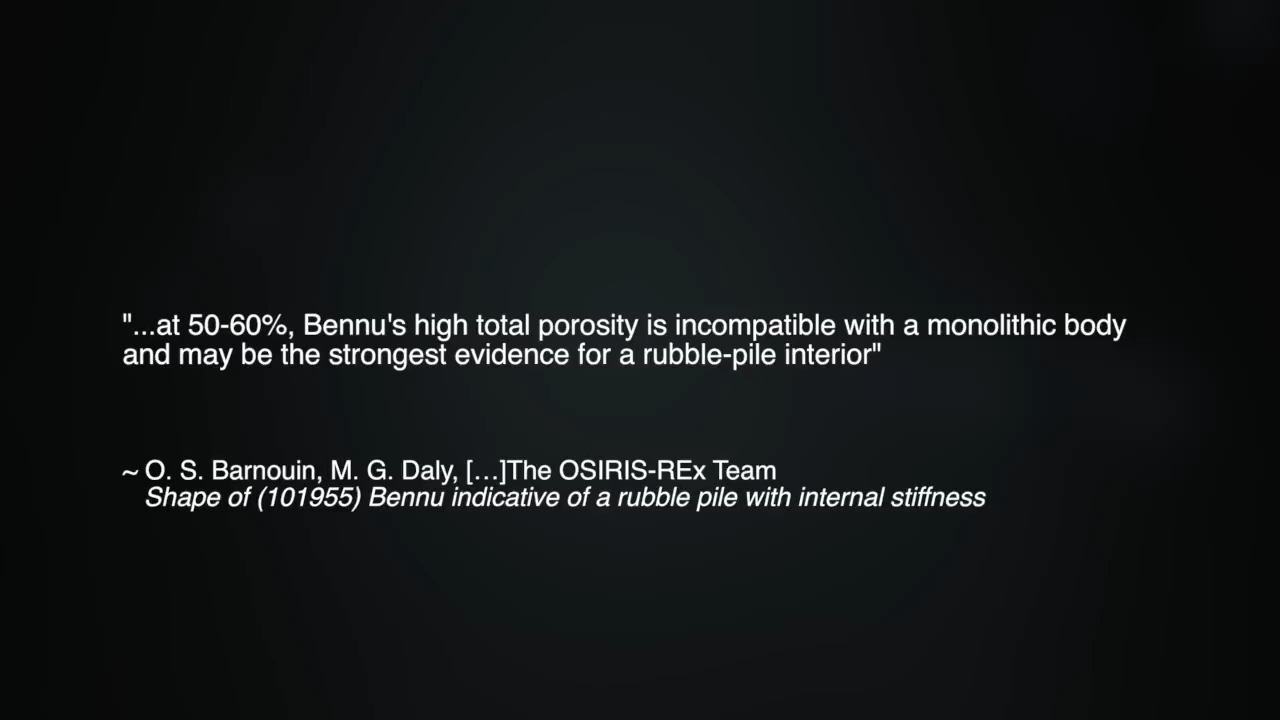 "...at 50-60%, Bennu's high total porosity is incompatible with a monolithic body
and may be the strongest evidence for a rubble-pile interior"
~ O. S. Barnouin, M. G. Daly, [...]The OSIRIS-REx Team
Shape of (101955) Bennu indicative of a rubble pile with internal stiffness